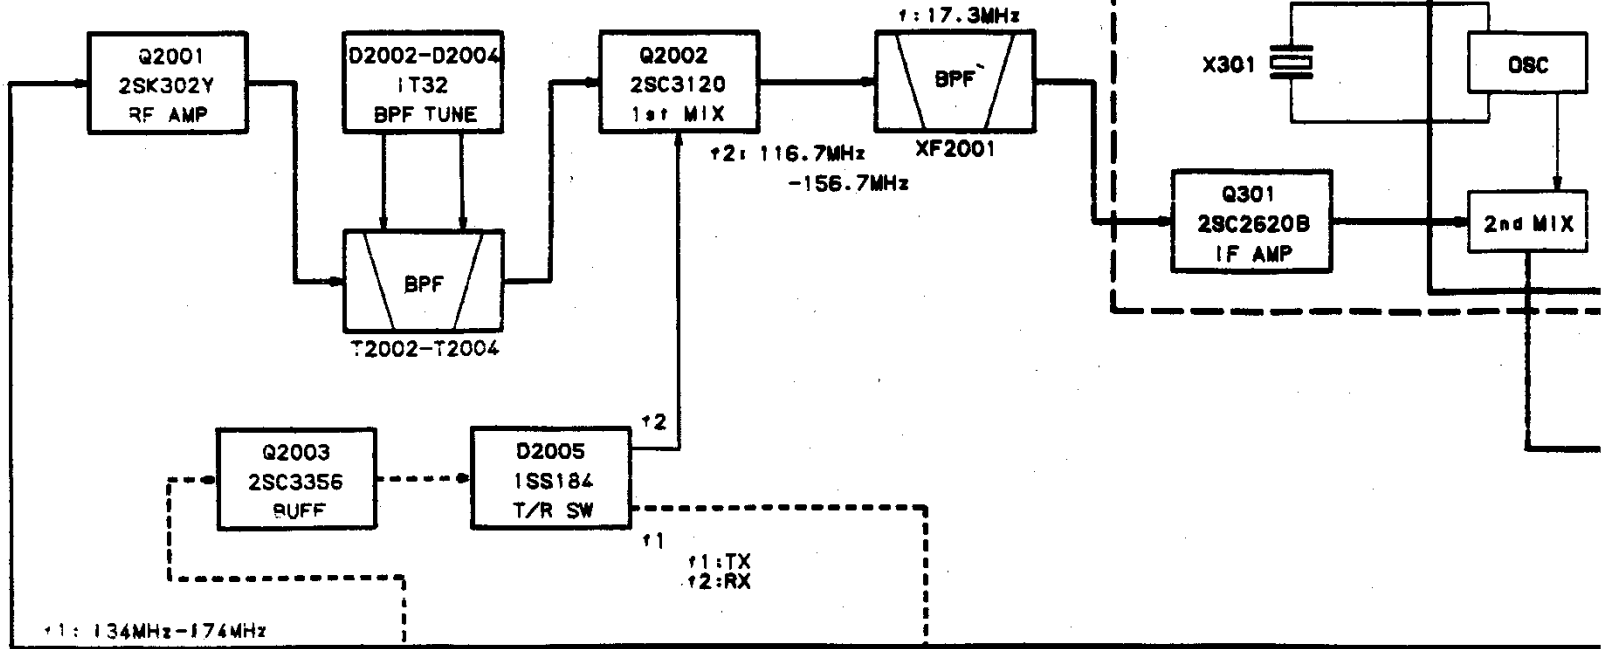 f:17.3MHz
Q2001
2SK302Y
RF AMP
D2002-D2004
1T32
BPF TUNE
Q2002
2SC3120
1st MIX
BPF
XF2001
X301
OSC
f2: 116.7MHz
-156.7MHz
Q301
2SC2620B
IF AMP
2nd MIX
BPF
T2002-T2004
f2
Q2003
2SC3356
BUFF
D2005
1SS184
T/R SW
f1
f1:TX
f2:RX
f1: 134MHz-174MHz